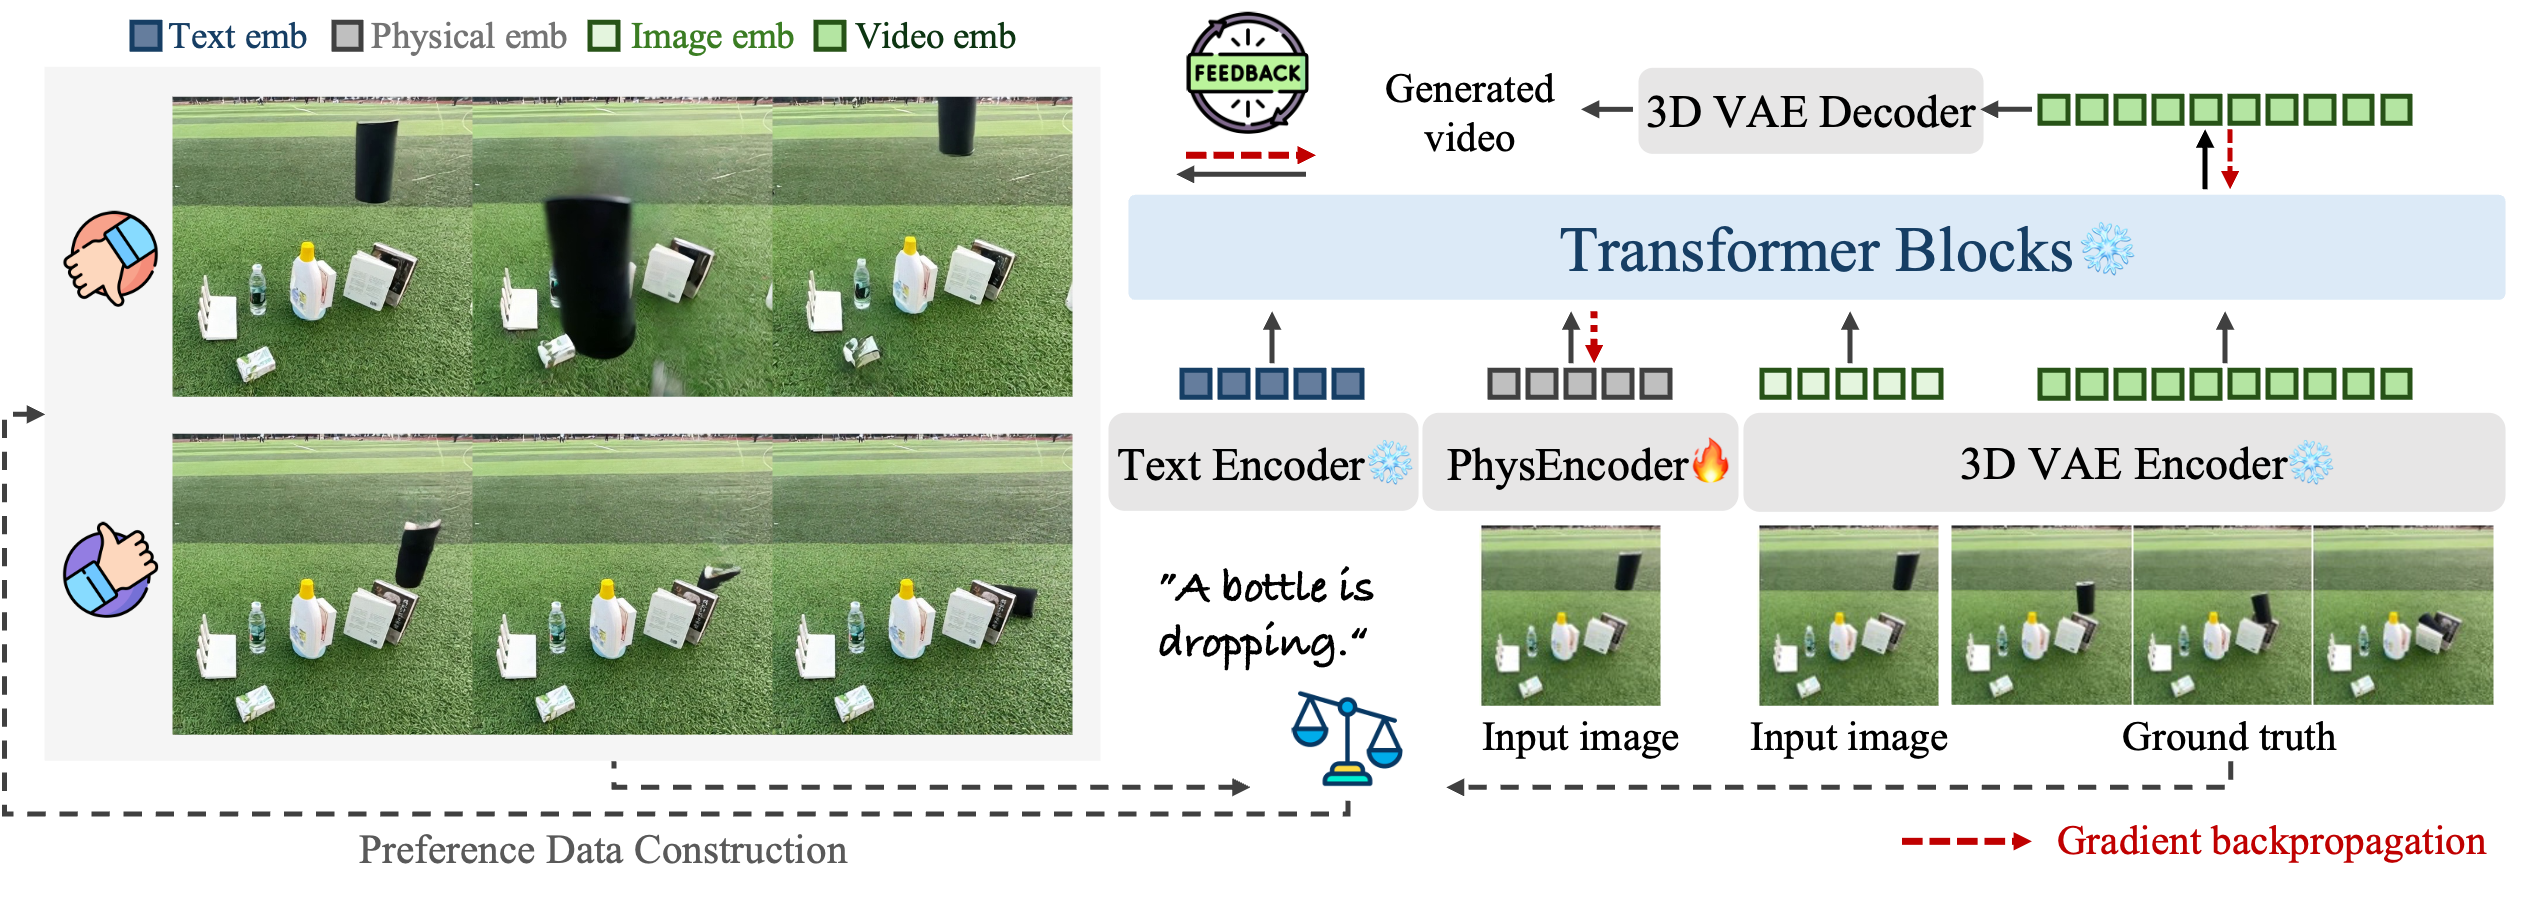 Text emb
Physical emb
Image emb
Video emb
FEEDBACK
Generated
video
3D VAE Decoder
Transformer Blocks
Text Encoder
PhysEncoder
3D VAE Encoder
"A bottle is
dropping."
Input image
Input image
Ground truth
Preference Data Construction
Gradient backpropagation